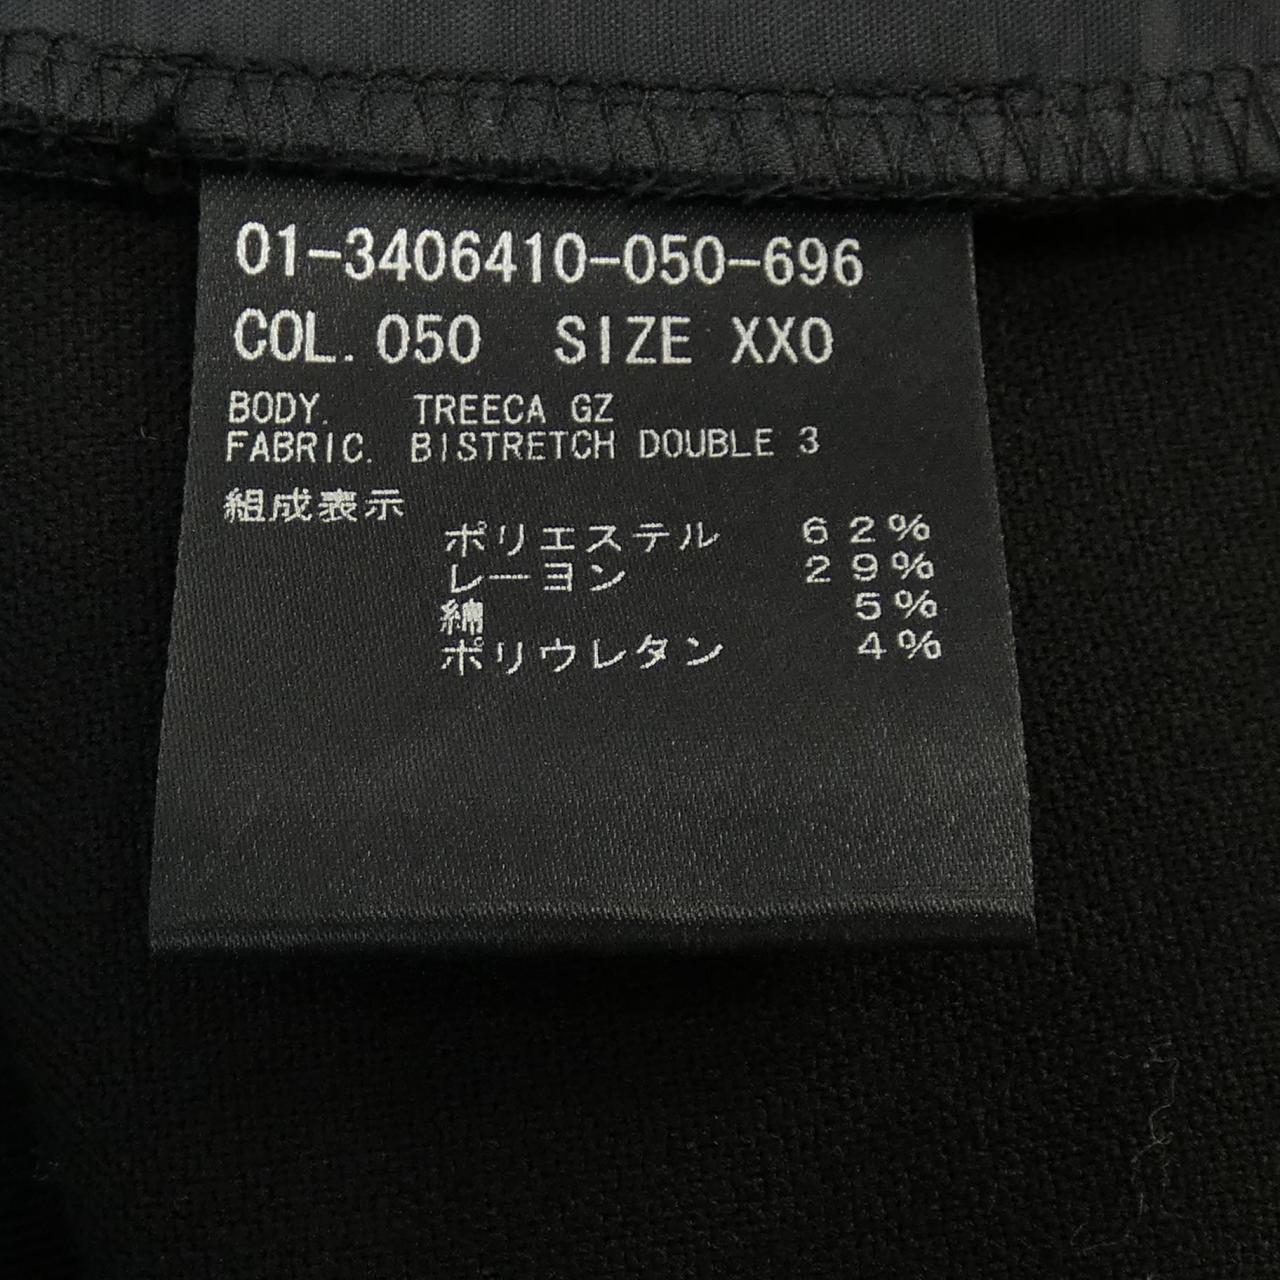 01-3406410-050-696
COL. 050 SIZE XXO
BODY. TREECA GZ
FABRIC. BISTRETCH DOUBLE 3
組成表示
ポリエステル 62%
レーヨン 29%
綿 5%
ポリウレタン 4%